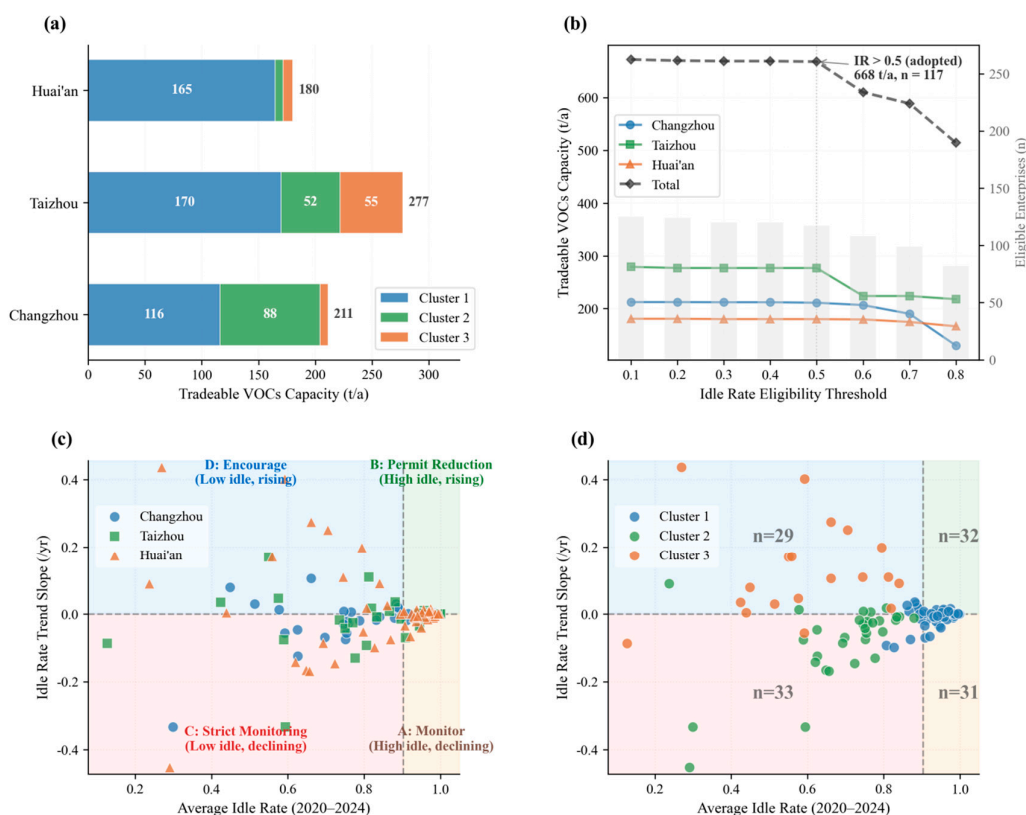 (a)
Huai'an
165
180
Taizhou
170
52
55
277
Changzhou
116
88
211
Cluster 1
Cluster 2
Cluster 3
0
50
100
150
200
250
300
Tradeable VOCs Capacity (t/a)
(b)
Tradeable VOCs Capacity (t/a)
600
500
400
300
200
IR > 0.5 (adopted)
668 t/a, n = 117
Changzhou
Taizhou
Huai'an
Total
250
200
150
100
50
0
Eligible Enterprises (n)
0.1
0.2
0.3
0.4
0.5
0.6
0.7
0.8
Idle Rate Eligibility Threshold
(c)
Idle Rate Trend Slope (/yr)
0.4
0.2
0.0
-0.2
-0.4
D: Encourage
(Low idle, rising)
B: Permit Reduction
(High idle, rising)
Changzhou
Taizhou
Huai'an
C: Strict Monitoring
(Low idle, declining)
A: Monitor
(High idle, declining)
0.2
0.4
0.6
0.8
1.0
Average Idle Rate (2020–2024)
(d)
Idle Rate Trend Slope (/yr)
0.4
0.2
0.0
-0.2
-0.4
Cluster 1
Cluster 2
Cluster 3
n=29
n=32
n=33
n=31
0.2
0.4
0.6
0.8
1.0
Average Idle Rate (2020–2024)